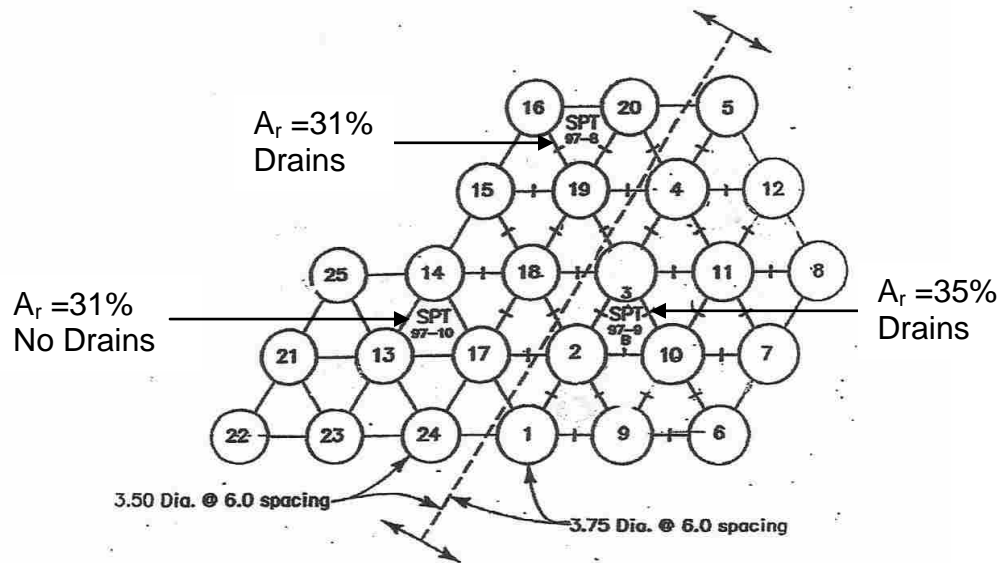 16
20
5
A_r =31%
Drains
SPT
97-8
15
19
4
12
25
14
18
3
11
8
A_r =31%
No Drains
SPT
97-10
SPT
97-9
8
A_r =35%
Drains
21
13
17
2
10
7
22
23
24
1
9
6
3.50 Dia. @ 6.0 spacing
3.75 Dia. @ 6.0 spacing